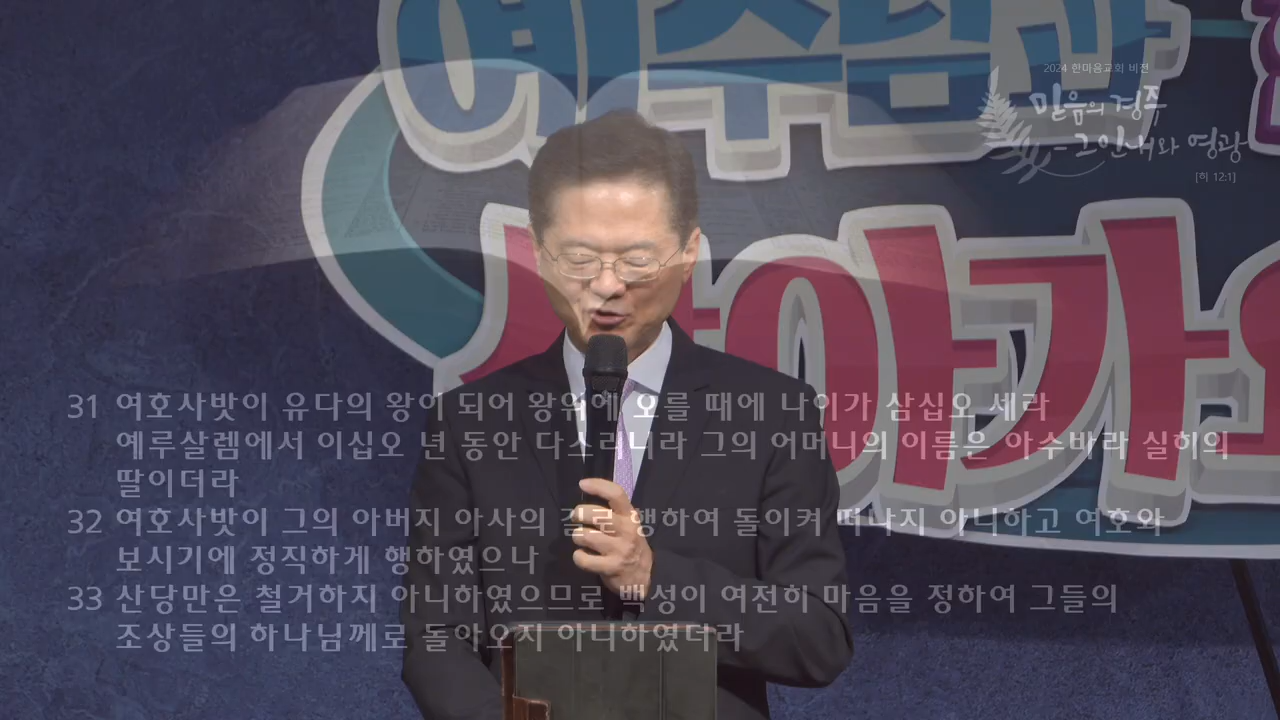 예수님과
살아가요
2024 한마음교회 비전
믿음의 경주
-그 인내와 영광
[히 12:1]
31 여호사밧이 유다의 왕이 되어 왕위에 오를 때에 나이가 삼십오 세라
예루살렘에서 이십오 년 동안 다스리니라 그의 어머니의 이름은 아수바라 실히의
딸이더라
32 여호사밧이 그의 아버지 아사의 길로 행하여 돌이켜 떠나지 아니하고 여호와
보시기에 정직하게 행하였으나
33 산당만은 철거하지 아니하였으므로 백성이 여전히 마음을 정하여 그들의
조상들의 하나님께로 돌아오지 아니하였더라